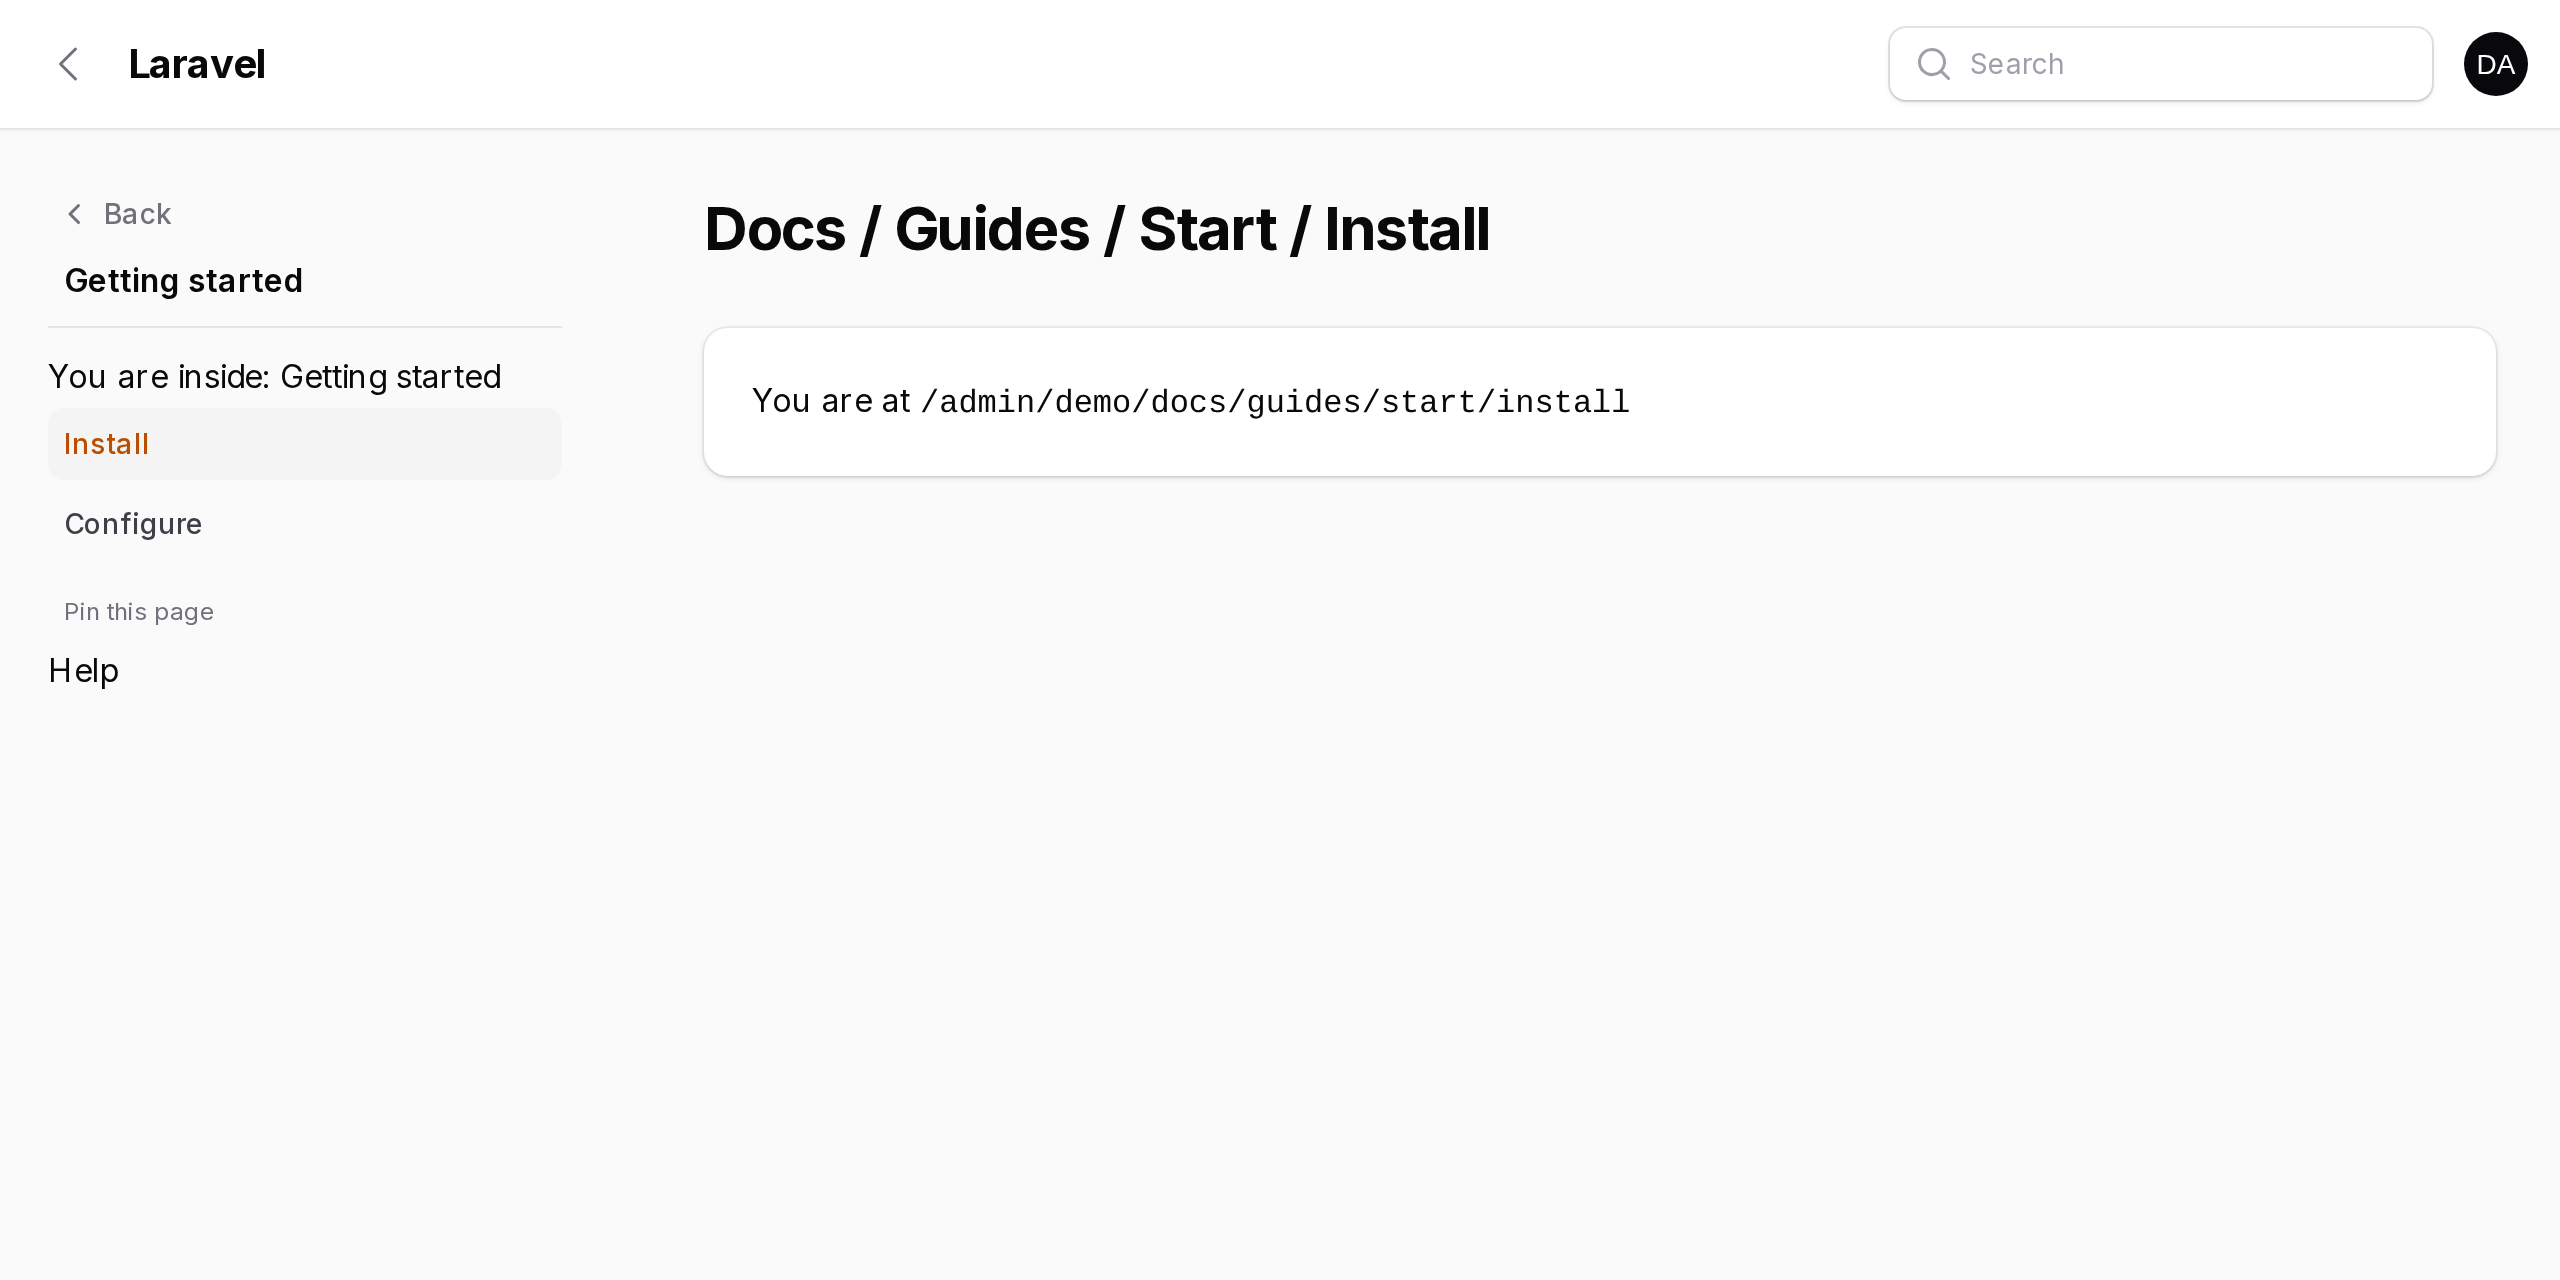 Laravel
Search
DA
Back
Getting started
You are inside: Getting started
Install
Configure
Pin this page
Help
Docs / Guides / Start / Install
You are at /admin/demo/docs/guides/start/install